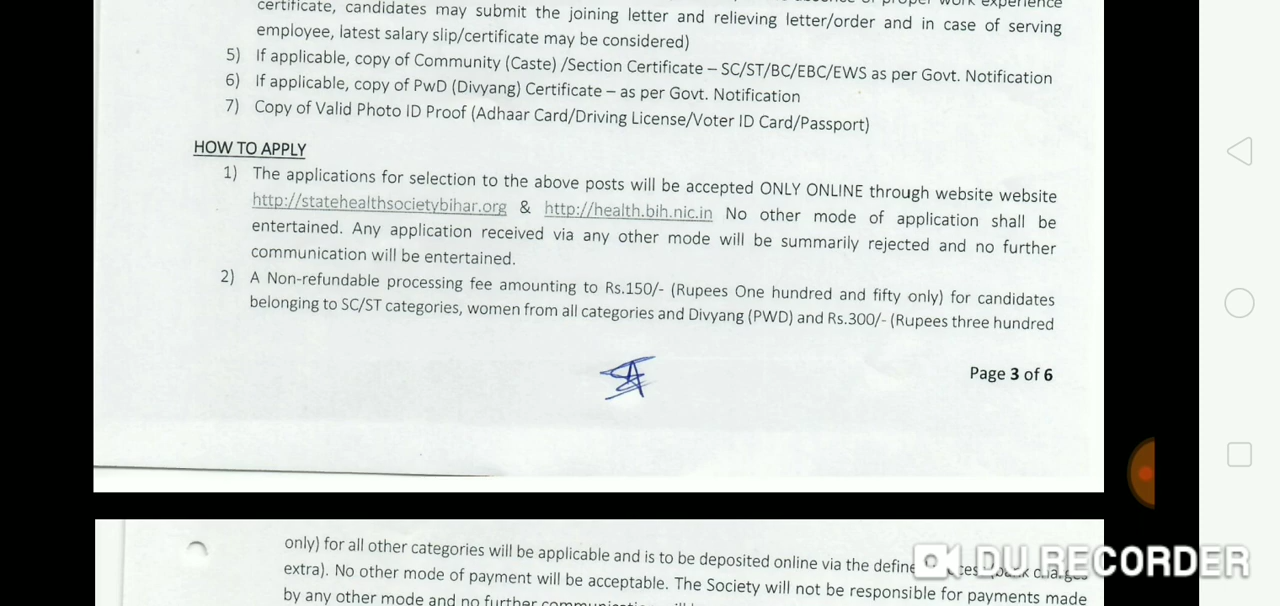 work experience
certificate, candidates may submit the joining letter and relieving letter/order and in case of serving
employee, latest salary slip/certificate may be considered)
5) If applicable, copy of Community (Caste) /Section Certificate – SC/ST/BC/EBC/EWS as per Govt. Notification
6) If applicable, copy of PwD (Divyang) Certificate – as per Govt. Notification
7) Copy of Valid Photo ID Proof (Adhaar Card/Driving License/Voter ID Card/Passport)
HOW TO APPLY
1) The applications for selection to the above posts will be accepted ONLY ONLINE through website website
http://statehealthsocietybihar.org & http://health.bih.nic.in No other mode of application shall be
entertained. Any application received via any other mode will be summarily rejected and no further
communication will be entertained.
2) A Non-refundable processing fee amounting to Rs.150/- (Rupees One hundred and fifty only) for candidates
belonging to SC/ST categories, women from all categories and Divyang (PWD) and Rs.300/- (Rupees three hundred
Page 3 of 6
only) for all other categories will be applicable and is to be deposited online via the
DU RECORDER
extra). No other mode of payment will be acceptable. The Society will not be responsible for payments made
by any other mode and no further